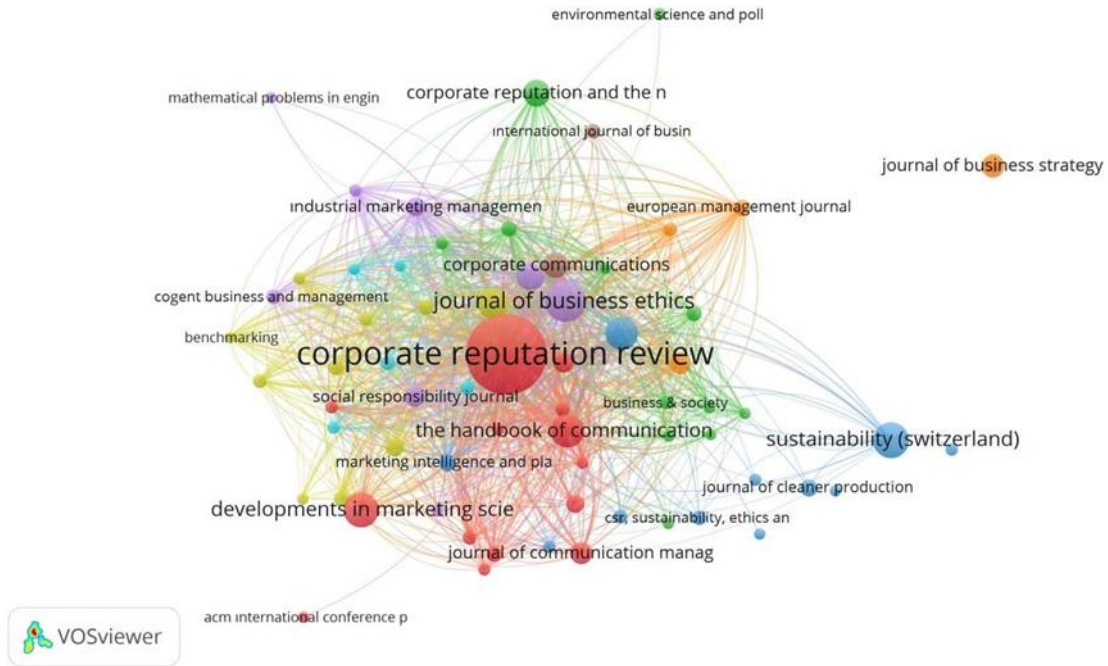 environmental science and poll
corporate reputation and the n
mathematical problems in engin
international journal of busin
journal of business strategy
industrial marketing managemen
european management journal
corporate communications
cogent business and management
journal of business ethics
benchmarking
corporate reputation review
social responsibility journal
business & society
the handbook of communication
sustainability (switzerland)
marketing intelligence and pla
journal of cleaner production
developments in marketing scie
csr, sustainability, ethics an
journal of communication manag
acm international conference p
VOSviewer